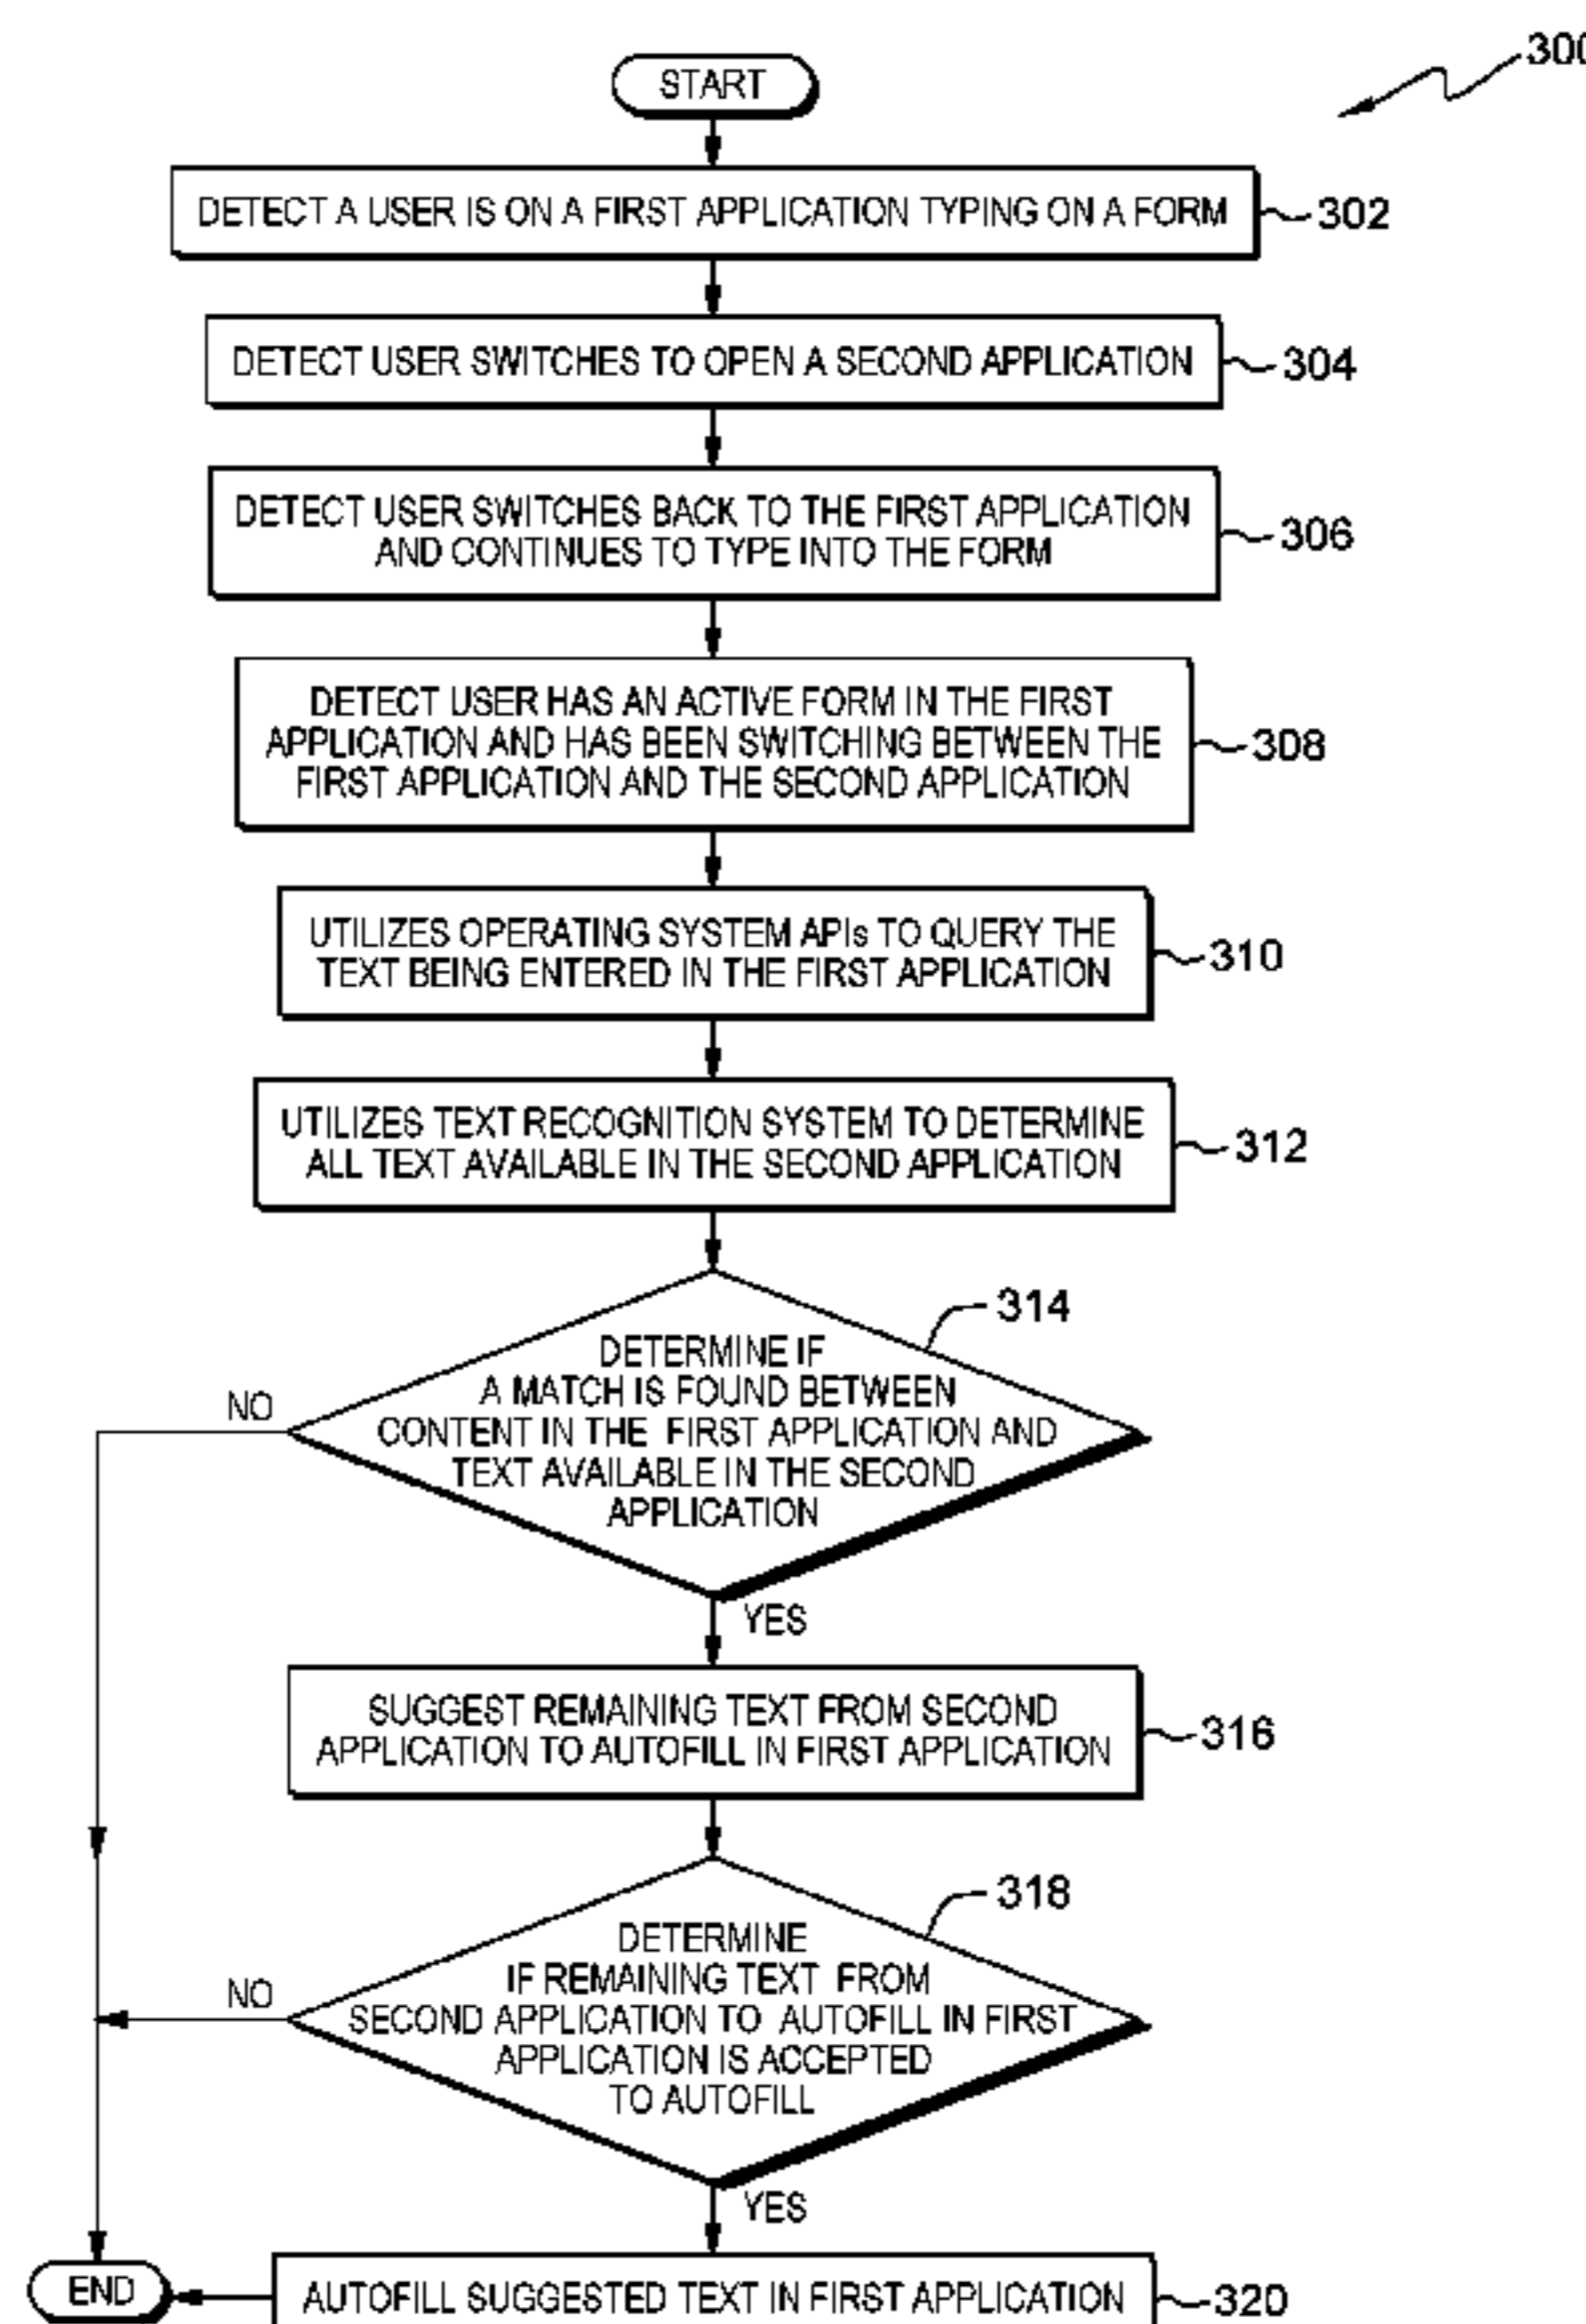 300
START
DETECT A USER IS ON A FIRST APPLICATION TYPING ON A FORM
302
DETECT USER SWITCHES TO OPEN A SECOND APPLICATION
304
DETECT USER SWITCHES BACK TO THE FIRST APPLICATION
AND CONTINUES TO TYPE INTO THE FORM
306
DETECT USER HAS AN ACTIVE FORM IN THE FIRST
APPLICATION AND HAS BEEN SWITCHING BETWEEN THE
FIRST APPLICATION AND THE SECOND APPLICATION
308
UTILIZES OPERATING SYSTEM APIs TO QUERY THE
TEXT BEING ENTERED IN THE FIRST APPLICATION
310
UTILIZES TEXT RECOGNITION SYSTEM TO DETERMINE
ALL TEXT AVAILABLE IN THE SECOND APPLICATION
312
314
DETERMINE IF
A MATCH IS FOUND BETWEEN
CONTENT IN THE FIRST APPLICATION AND
TEXT AVAILABLE IN THE SECOND
APPLICATION
NO
YES
SUGGEST REMAINING TEXT FROM SECOND
APPLICATION TO AUTOFILL IN FIRST APPLICATION
316
318
DETERMINE
IF REMAINING TEXT FROM
SECOND APPLICATION TO AUTOFILL IN FIRST
APPLICATION IS ACCEPTED
TO AUTOFILL
NO
YES
END
AUTOFILL SUGGESTED TEXT IN FIRST APPLICATION
320